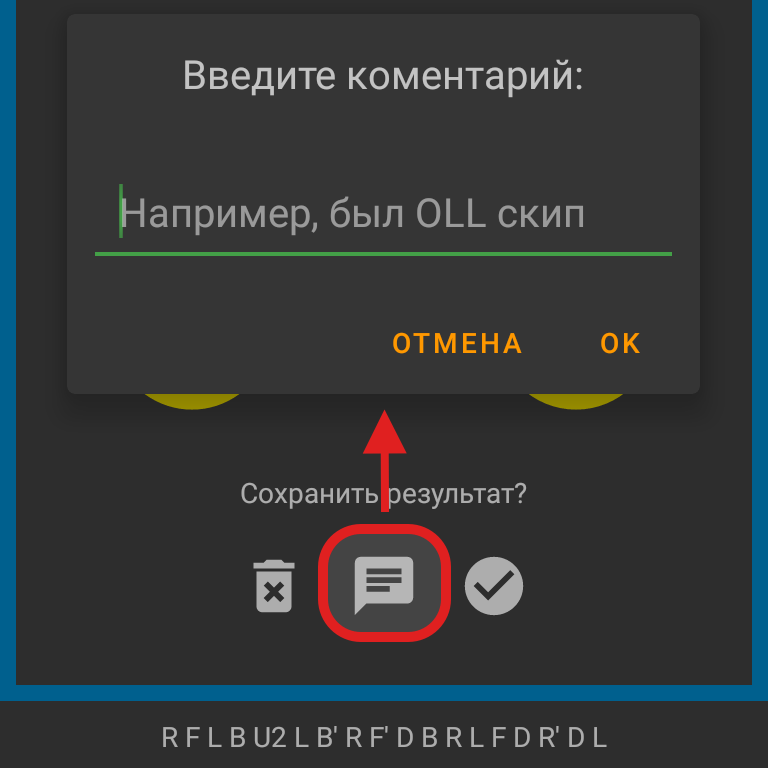 Введите коментарий:
Например, был OLL скип
ОТМЕНА OK
Сохранить результат?
R F L B U2 L B' R F' D B R L F D R' D L